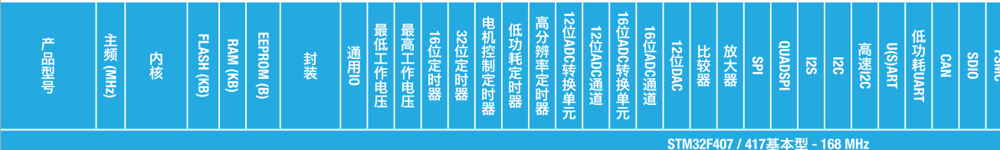 产品型号
主频 (MHz)
内核
FLASH (KB)
RAM (KB)
EEPROM (B)
封装
通用IO
最低工作电压
最高工作电压
16位定时器
32位定时器
电机控制定时器
低功耗定时器
高分辨率定时器
12位ADC转换单元
12位ADC通道
16位ADC转换单元
16位ADC通道
12位DAC
比较器
放大器
SPI
QUADSPI
I2S
I2C
高速I2C
U(S)ART
低功耗UART
CAN
SDIO
FSMC
STM32F407 / 417基本型 - 168 MHz